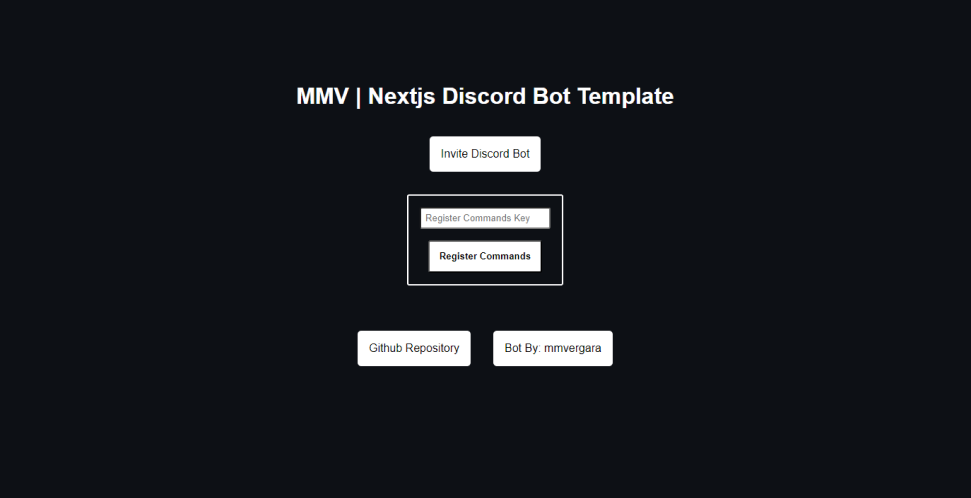 MMV | Nextjs Discord Bot Template
Invite Discord Bot
Register Commands Key
Register Commands
Github Repository
Bot By: mmvergara